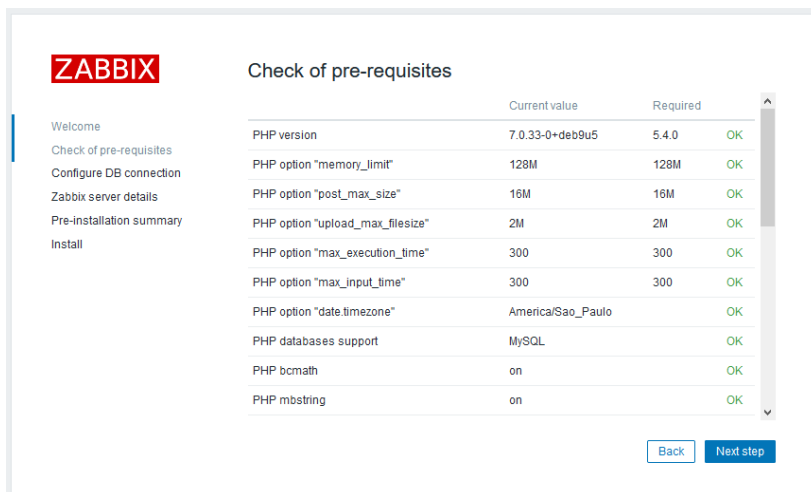 ZABBIX
Welcome
Check of pre-requisites
Configure DB connection
Zabbix server details
Pre-installation summary
Install
Check of pre-requisites
Current value Required
PHP version 7.0.33-0+deb9u5 5.4.0 OK
PHP option "memory_limit" 128M 128M OK
PHP option "post_max_size" 16M 16M OK
PHP option "upload_max_filesize" 2M 2M OK
PHP option "max_execution_time" 300 300 OK
PHP option "max_input_time" 300 300 OK
PHP option "date.timezone" America/Sao_Paulo OK
PHP databases support MySQL OK
PHP bcmath on OK
PHP mbstring on OK
Back Next step